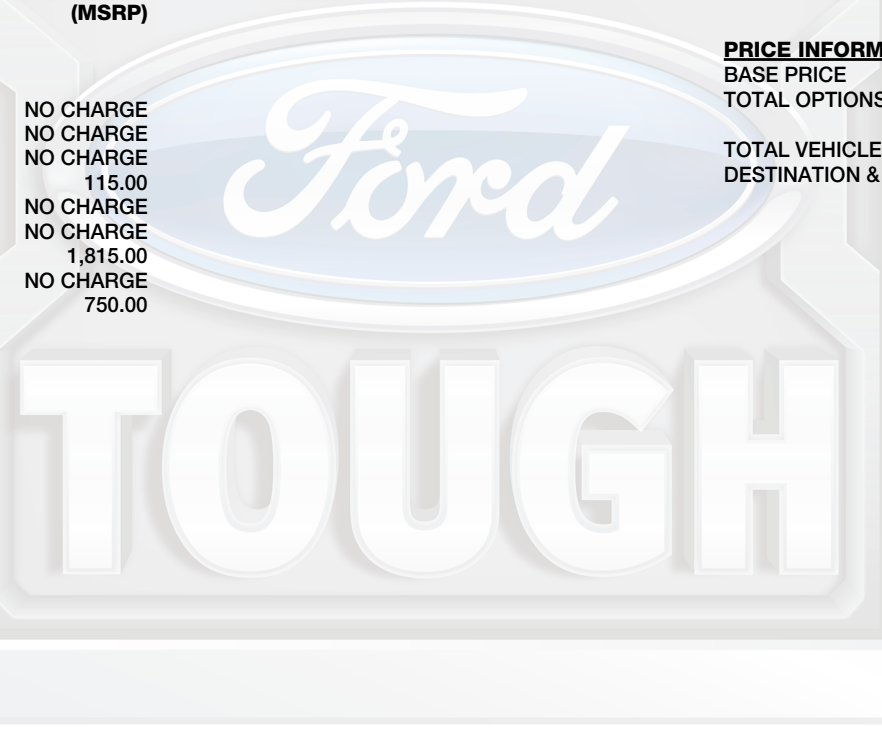 (MSRP)
NO CHARGE
NO CHARGE
NO CHARGE
115.00
NO CHARGE
NO CHARGE
1,815.00
NO CHARGE
750.00
PRICE INFORM
BASE PRICE
TOTAL OPTIONS
TOTAL VEHICLE
DESTINATION &
Ford
TOUGH